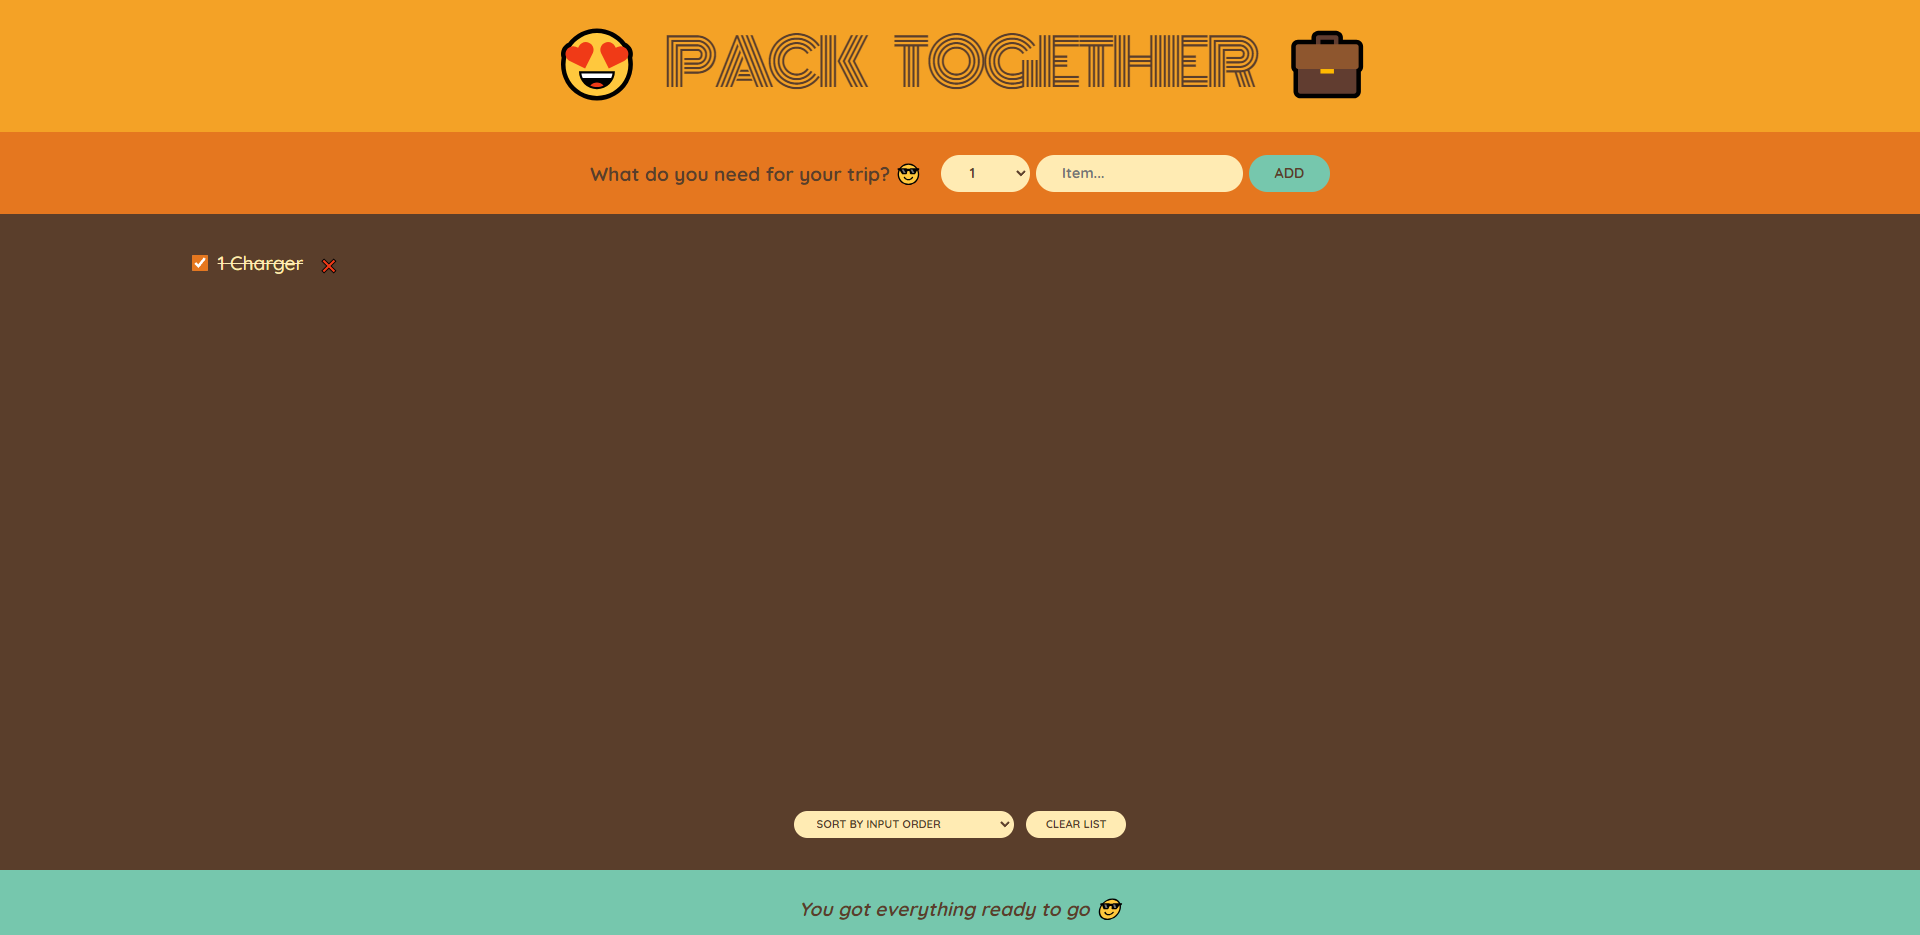 PACK TOGETHER
What do you need for your trip? 😎 1 Item... ADD
1 Charger
SORT BY INPUT ORDER CLEAR LIST
You got everything ready to go 😎